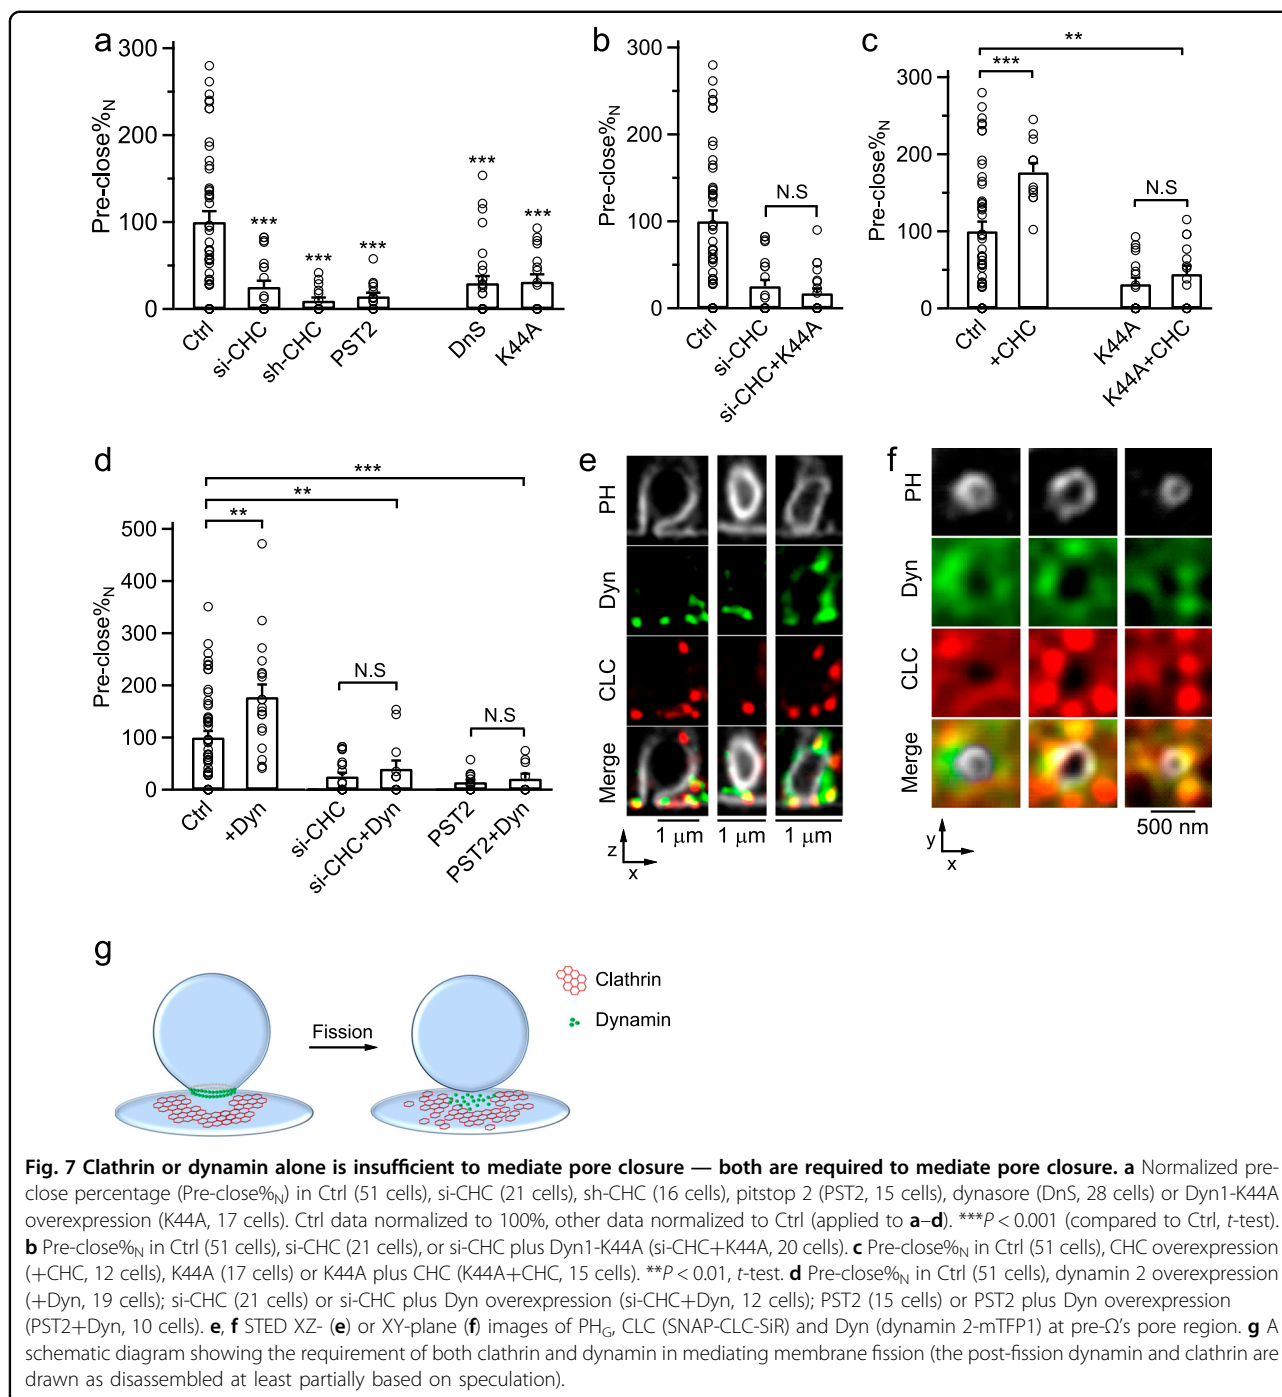 a
300
200
100
0
Pre-close%N
***
***
***
***
***
Ctrl
si-CHC
sh-CHC
PST2
DnS
K44A
b
300
200
100
0
Pre-close%N
N.S
Ctrl
si-CHC
si-CHC+K44A
c
300
200
100
0
Pre-close%N
**
***
N.S
Ctrl
+CHC
K44A
K44A+CHC
d
500
400
300
200
100
0
Pre-close%N
***
**
**
N.S
N.S
Ctrl
+Dyn
si-CHC
si-CHC+Dyn
PST2
PST2+Dyn
e
PH
Dyn
CLC
Merge
1 μm
1 μm
1 μm
z
x
f
PH
Dyn
CLC
Merge
500 nm
y
x
g
Fission
Clathrin
Dynamin
Fig. 7 Clathrin or dynamin alone is insufficient to mediate pore closure — both are required to mediate pore closure. a Normalized pre-
close percentage (Pre-close%N) in Ctrl (51 cells), si-CHC (21 cells), sh-CHC (16 cells), pitstop 2 (PST2, 15 cells), dynasore (DnS, 28 cells) or Dyn1-K44A
overexpression (K44A, 17 cells). Ctrl data normalized to 100%, other data normalized to Ctrl (applied to a–d). ***P < 0.001 (compared to Ctrl, t-test).
b Pre-close%N in Ctrl (51 cells), si-CHC (21 cells), or si-CHC plus Dyn1-K44A (si-CHC+K44A, 20 cells). c Pre-close%N in Ctrl (51 cells), CHC overexpression
(+CHC, 12 cells), K44A (17 cells) or K44A plus CHC (K44A+CHC, 15 cells). **P < 0.01, t-test. d Pre-close%N in Ctrl (51 cells), dynamin 2 overexpression
(+Dyn, 19 cells); si-CHC (21 cells) or si-CHC plus Dyn overexpression (si-CHC+Dyn, 12 cells); PST2 (15 cells) or PST2 plus Dyn overexpression
(PST2+Dyn, 10 cells). e, f STED XZ- (e) or XY-plane (f) images of PHG, CLC (SNAP-CLC-SiR) and Dyn (dynamin 2-mTFP1) at pre-Ω's pore region. g A
schematic diagram showing the requirement of both clathrin and dynamin in mediating membrane fission (the post-fission dynamin and clathrin are
drawn as disassembled at least partially based on speculation).